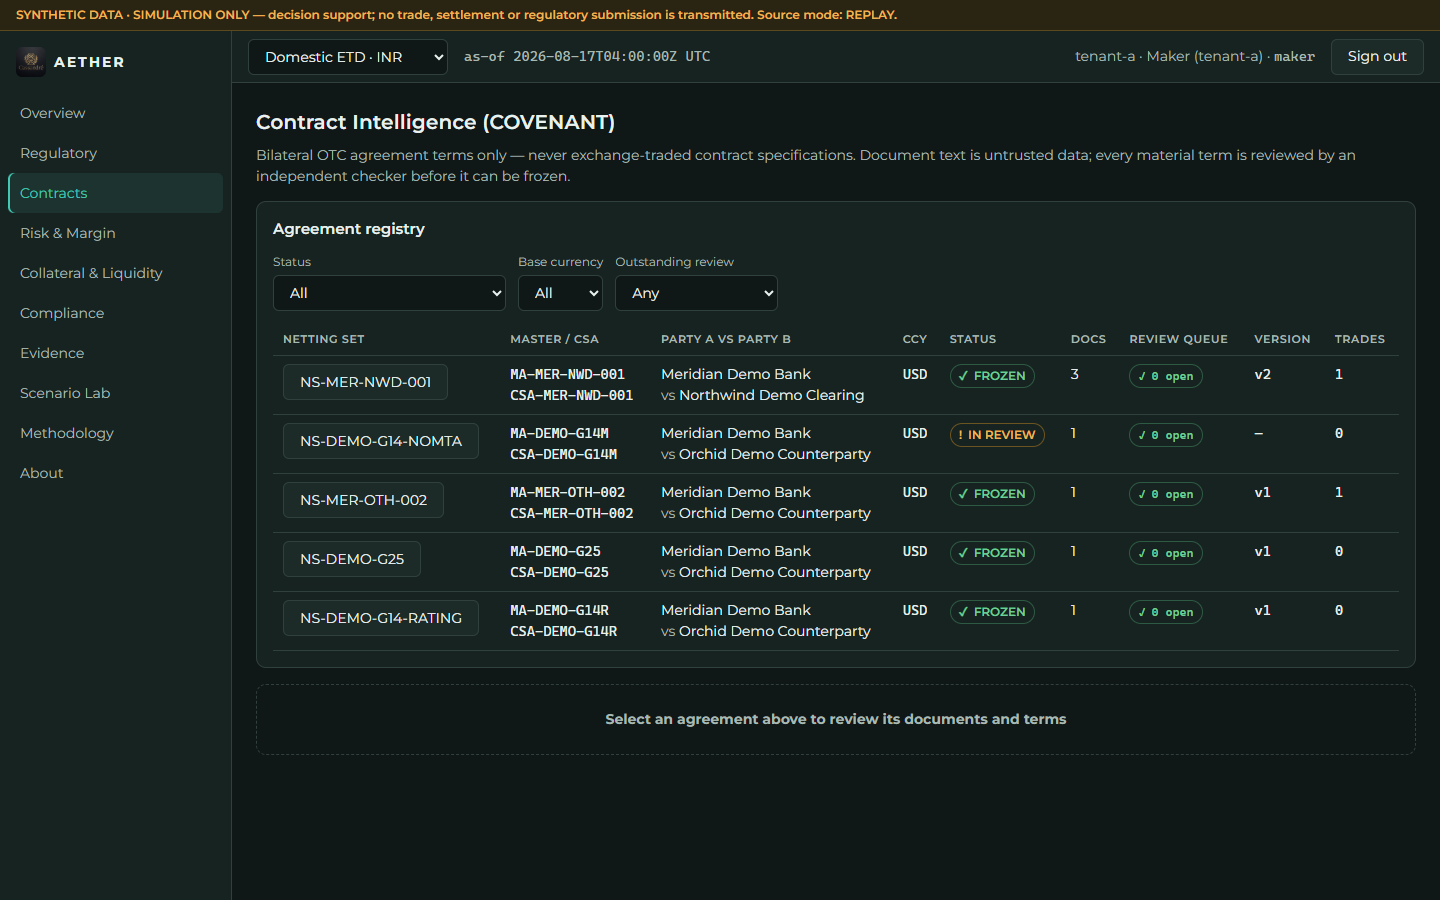 SYNTHETIC DATA · SIMULATION ONLY — decision support; no trade, settlement or regulatory submission is transmitted. Source mode: REPLAY.
AETHER
Domestic ETD · INR
as-of 2026-08-17T04:00:00Z UTC
tenant-a · Maker (tenant-a) · maker
Sign out
Overview
Regulatory
Contracts
Risk & Margin
Collateral & Liquidity
Compliance
Evidence
Scenario Lab
Methodology
About
Contract Intelligence (COVENANT)
Bilateral OTC agreement terms only — never exchange-traded contract specifications. Document text is untrusted data; every material term is reviewed by an
independent checker before it can be frozen.
Agreement registry
Status Base currency Outstanding review
All All Any
NETTING SET MASTER / CSA PARTY A VS PARTY B CCY STATUS DOCS REVIEW QUEUE VERSION TRADES
NS-MER-NWD-001 MA-MER-NWD-001 Meridian Demo Bank USD ✓ FROZEN 3 ✓ 0 open v2 1
CSA-MER-NWD-001 vs Northwind Demo Clearing
NS-DEMO-G14-NOMTA MA-DEMO-G14M Meridian Demo Bank USD ! IN REVIEW 1 ✓ 0 open — 0
CSA-DEMO-G14M vs Orchid Demo Counterparty
NS-MER-OTH-002 MA-MER-OTH-002 Meridian Demo Bank USD ✓ FROZEN 1 ✓ 0 open v1 1
CSA-MER-OTH-002 vs Orchid Demo Counterparty
NS-DEMO-G25 MA-DEMO-G25 Meridian Demo Bank USD ✓ FROZEN 1 ✓ 0 open v1 0
CSA-DEMO-G25 vs Orchid Demo Counterparty
NS-DEMO-G14-RATING MA-DEMO-G14R Meridian Demo Bank USD ✓ FROZEN 1 ✓ 0 open v1 0
CSA-DEMO-G14R vs Orchid Demo Counterparty
Select an agreement above to review its documents and terms